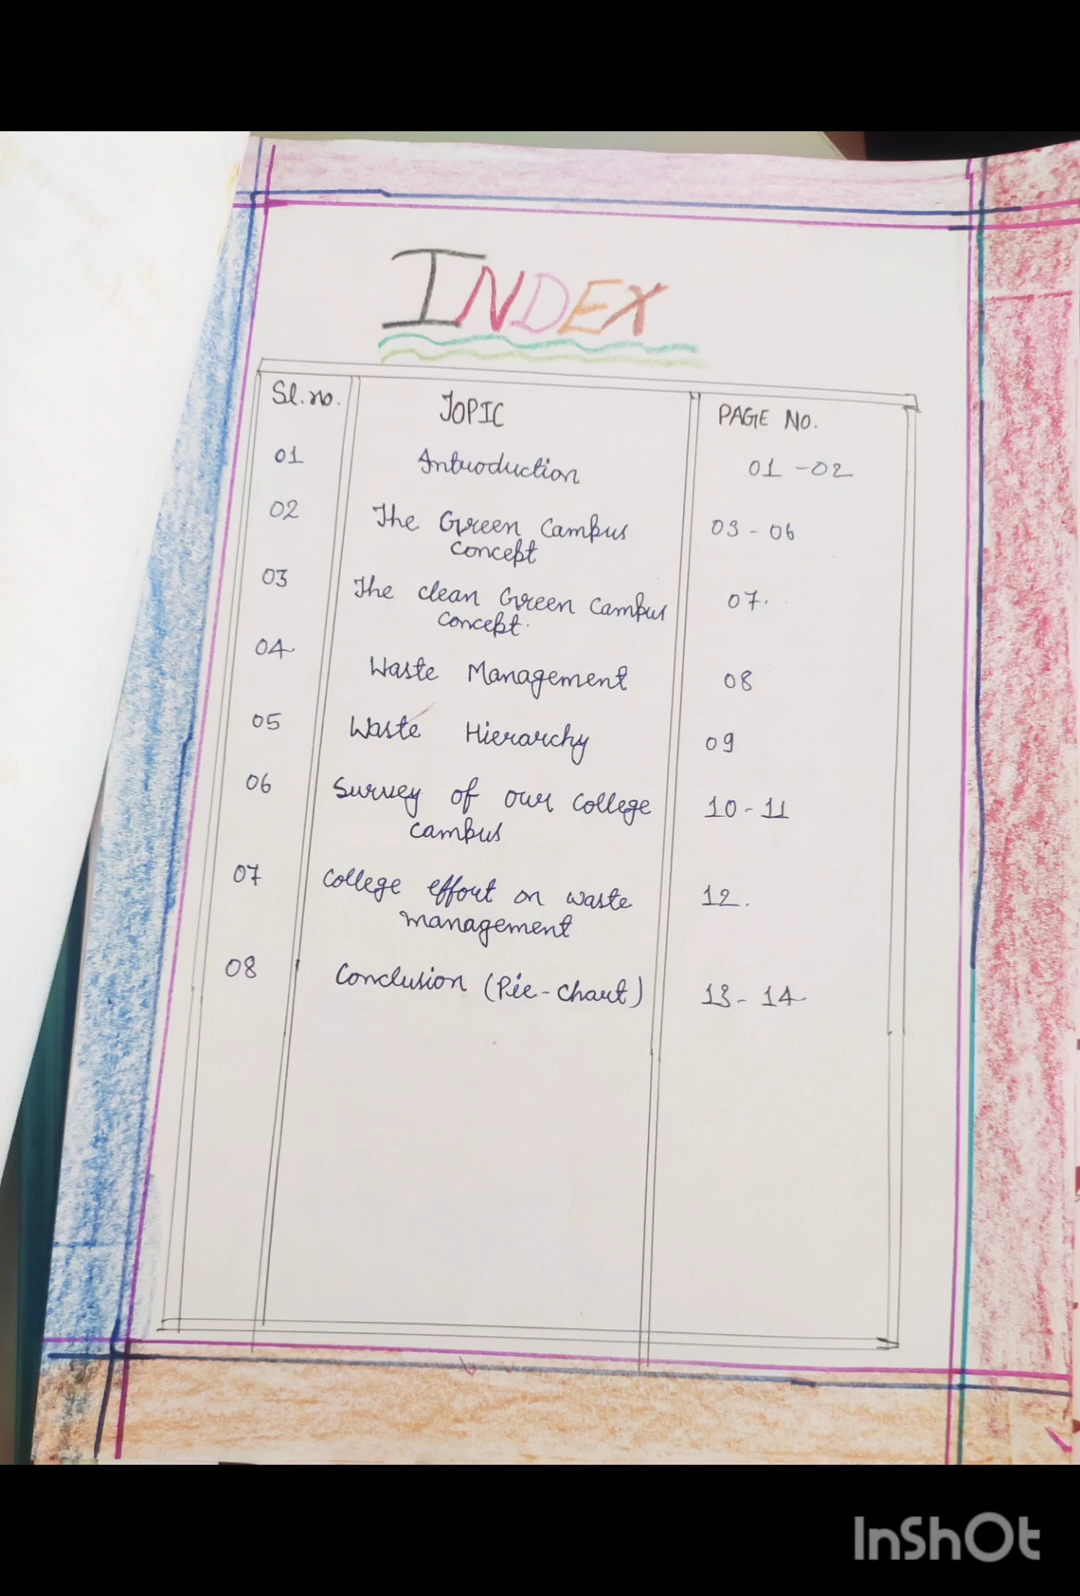 INDEX
Sl.no. TOPIC PAGE NO.
01 Introduction 01 - 02
02 The Green Campus 03 - 06
concept
03 The clean Green Campus 07.
concept.
04 Waste Management 08
05 Waste Hierarchy 09
06 Survey of our College 10 - 11
campus
07 College effort on waste 12.
management
08 Conclusion (Pie - Chart) 13 - 14
InShOt